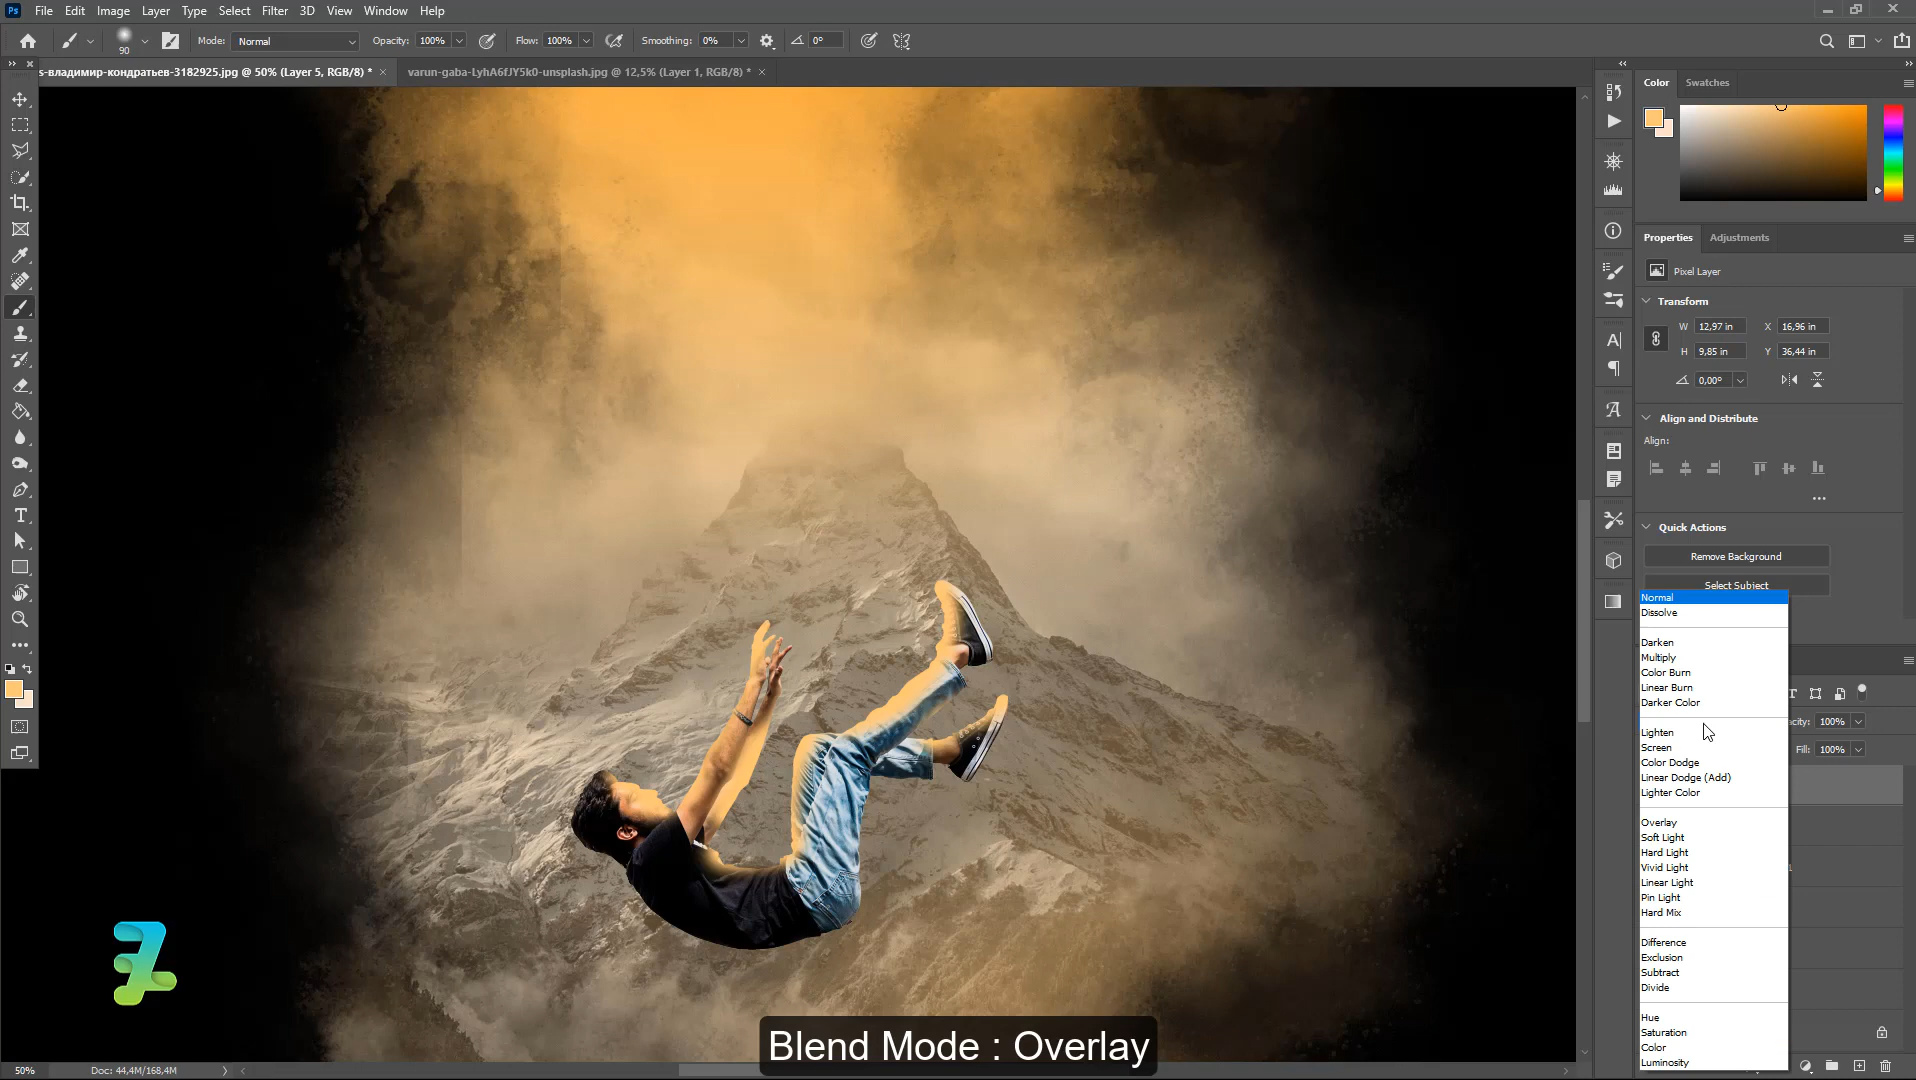 Ps File Edit Image Layer Type Select Filter 3D View Window Help
90 Mode: Normal Opacity: 100% Flow: 100% Smoothing: 0% 0°
s-владимир-кондратьев-3182925.jpg @ 50% (Layer 5, RGB/8) * varun-gaba-LyhA6fJY5k0-unsplash.jpg @ 12,5% (Layer 1, RGB/8) *
Color Swatches
Properties Adjustments
Pixel Layer
Transform
W 12,97 in X 16,96 in
H 9,85 in Y 36,44 in
0,00°
Align and Distribute
Align:
Quick Actions
Remove Background
Select Subject
Normal
Dissolve
Darken
Multiply
Color Burn
Linear Burn
Darker Color
Lighten
Screen
Color Dodge
Linear Dodge (Add)
Lighter Color
Overlay
Soft Light
Hard Light
Vivid Light
Linear Light
Pin Light
Hard Mix
Difference
Exclusion
Subtract
Divide
Hue
Saturation
Color
Luminosity
acity: 100%
Fill: 100%
Blend Mode : Overlay
50% Doc: 44,4M/168,4M